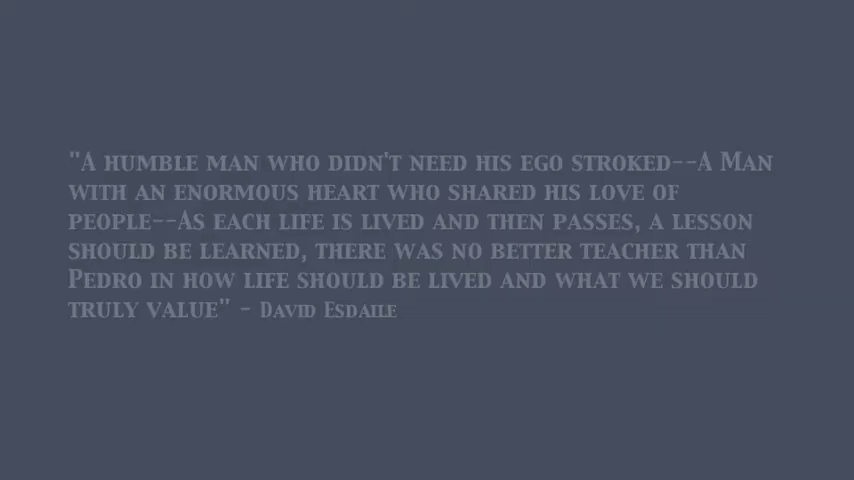 "A humble man who didn't need his ego stroked--A Man
with an enormous heart who shared his love of
people--As each life is lived and then passes, a lesson
should be learned, there was no better teacher than
Pedro in how life should be lived and what we should
truly value" - David Esdaile